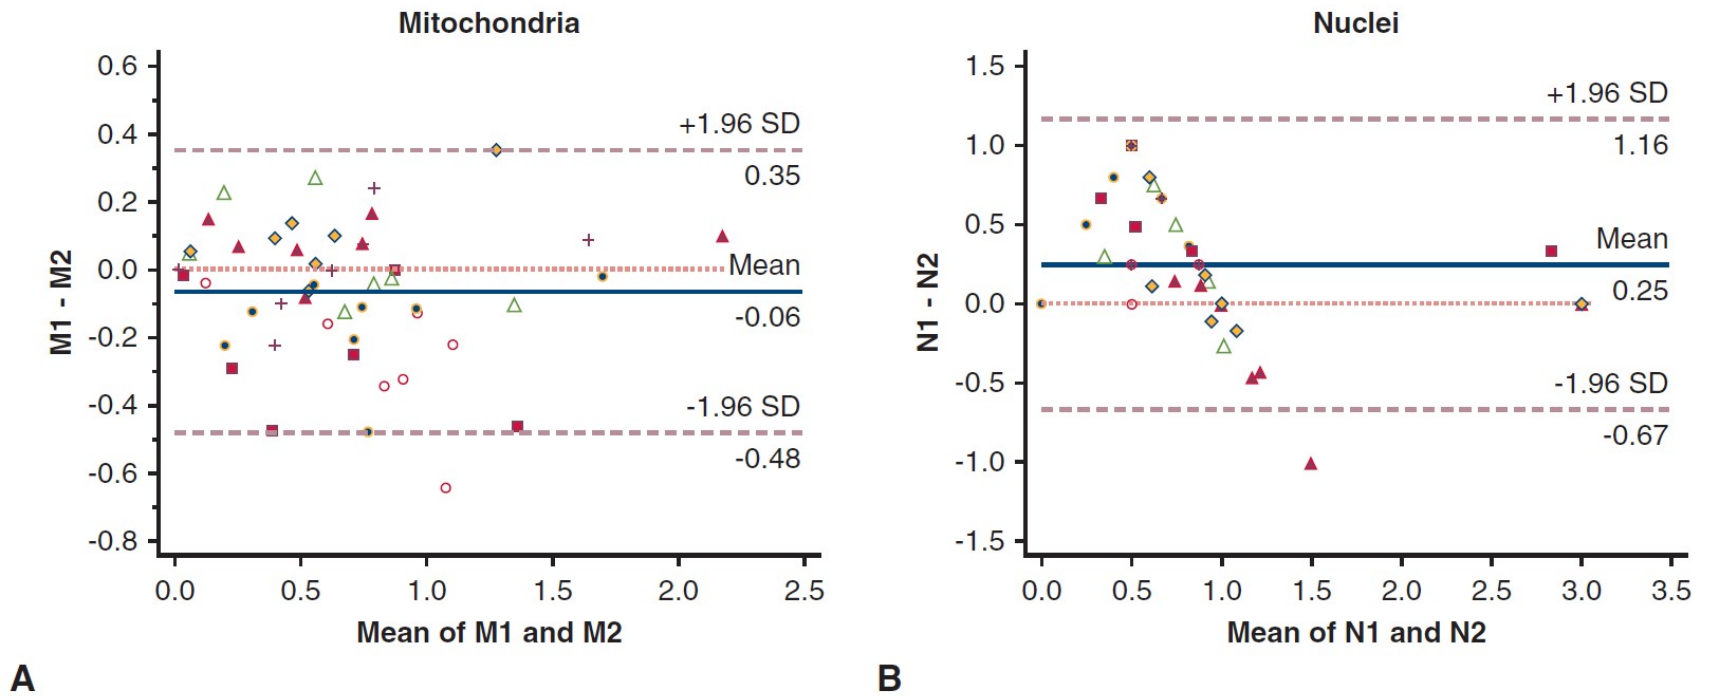 Mitochondria
0.6
0.4
0.2
0.0
-0.2
-0.4
-0.6
-0.8
M1 - M2
+1.96 SD
0.35
Mean
-0.06
-1.96 SD
-0.48
0.0 0.5 1.0 1.5 2.0 2.5
Mean of M1 and M2
A
Nuclei
1.5
1.0
0.5
0.0
-0.5
-1.0
-1.5
N1 - N2
+1.96 SD
1.16
Mean
0.25
-1.96 SD
-0.67
0.0 0.5 1.0 1.5 2.0 2.5 3.0 3.5
Mean of N1 and N2
B